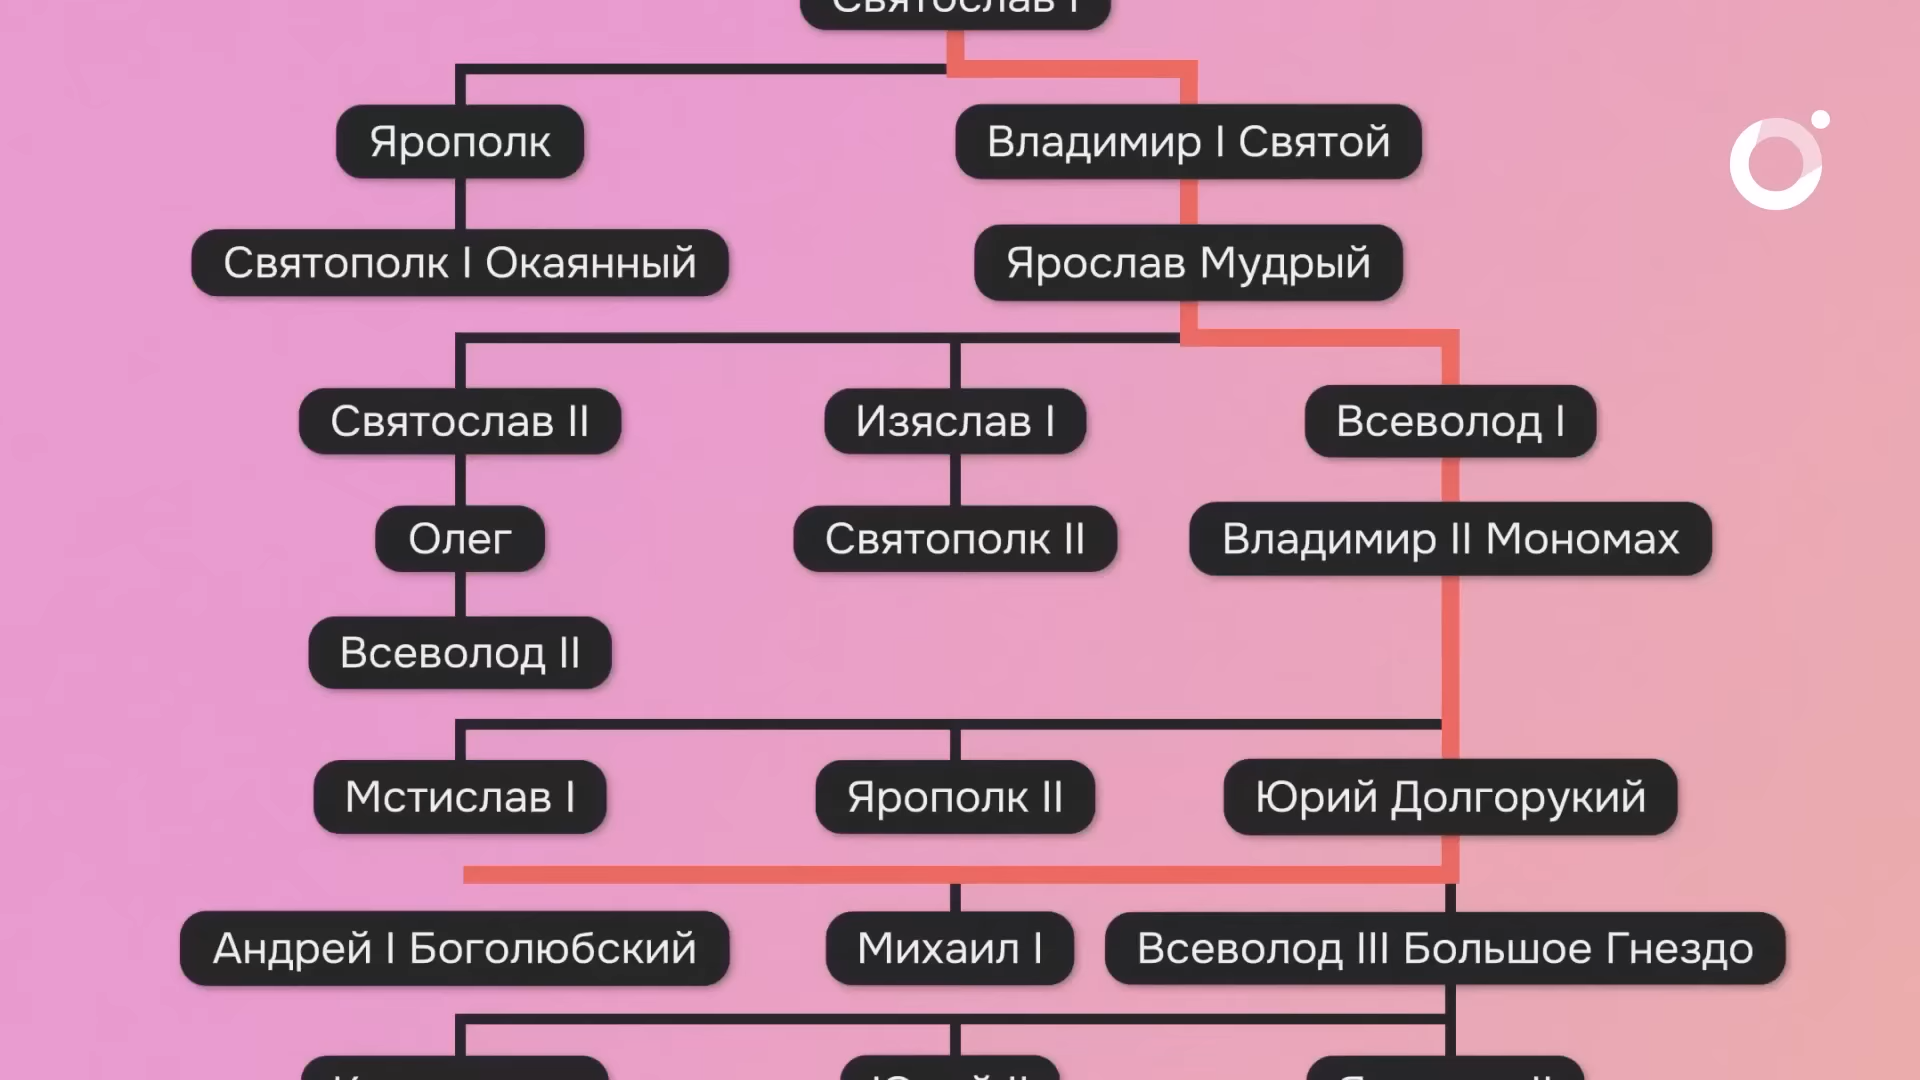 Святослав I
Ярополк
Владимир I Святой
Святополк I Окаянный
Ярослав Мудрый
Святослав II
Изяслав I
Всеволод I
Олег
Святополк II
Владимир II Мономах
Всеволод II
Мстислав I
Ярополк II
Юрий Долгорукий
Андрей I Боголюбский
Михаил I
Всеволод III Большое Гнездо